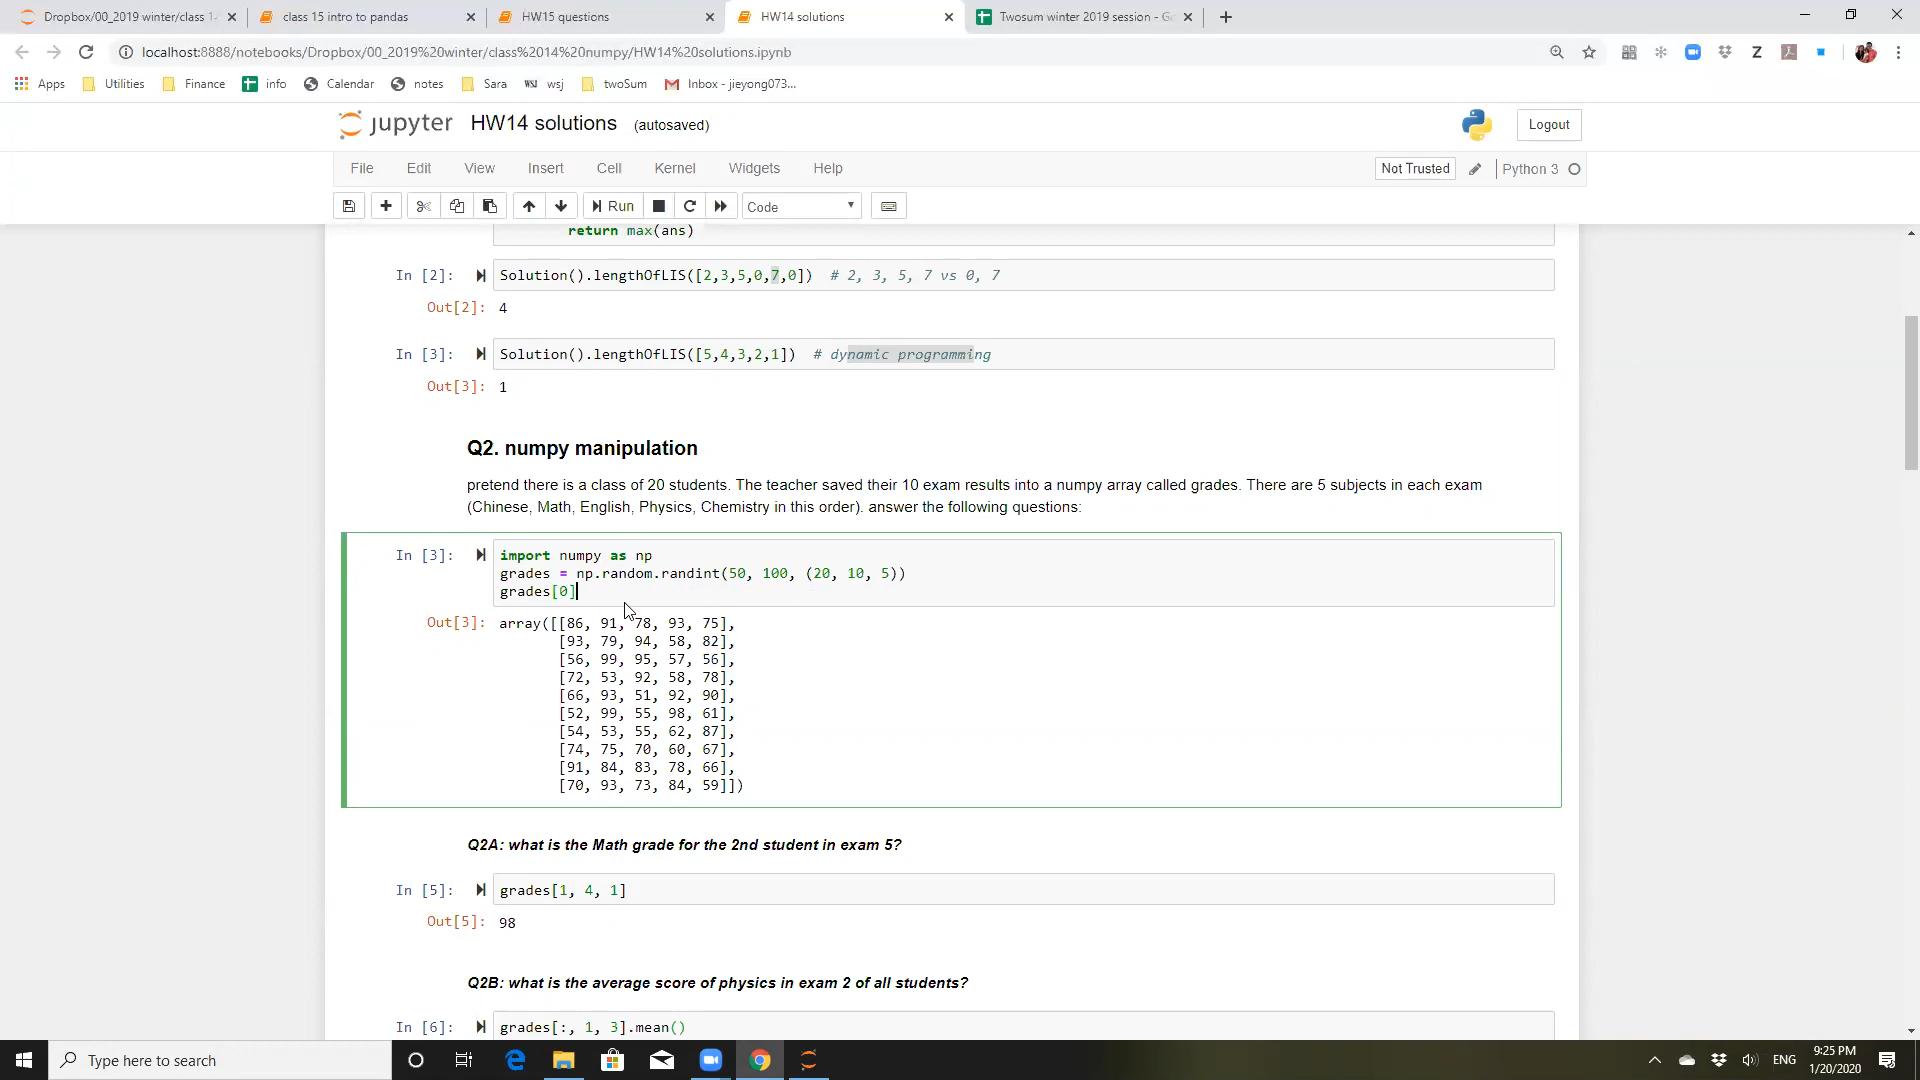 Dropbox/00_2019 winter/class 1
class 15 intro to pandas
HW15 questions
HW14 solutions
Twosum winter 2019 session - G
localhost:8888/notebooks/Dropbox/00_2019%20winter/class%2014%20numpy/HW14%20solutions.ipynb
Apps
Utilities
Finance
info
Calendar
notes
Sara
wsj
twoSum
Inbox - jieyong073...
jupyter
HW14 solutions
(autosaved)
Logout
File
Edit
View
Insert
Cell
Kernel
Widgets
Help
Not Trusted
Python 3
Run
Code
return max(ans)
In [2]: Solution().lengthOfLIS([2,3,5,0,7,0]) # 2, 3, 5, 7 vs 0, 7
Out[2]: 4
In [3]: Solution().lengthOfLIS([5,4,3,2,1]) # dynamic programming
Out[3]: 1
Q2. numpy manipulation
pretend there is a class of 20 students. The teacher saved their 10 exam results into a numpy array called grades. There are 5 subjects in each exam
(Chinese, Math, English, Physics, Chemistry in this order). answer the following questions:
In [3]: import numpy as np
grades = np.random.randint(50, 100, (20, 10, 5))
grades[0]
Out[3]: array([[86, 91, 78, 93, 75],
[93, 79, 94, 58, 82],
[56, 99, 95, 57, 56],
[72, 53, 92, 58, 78],
[66, 93, 51, 92, 90],
[52, 99, 55, 98, 61],
[54, 53, 55, 62, 87],
[74, 75, 70, 60, 67],
[91, 84, 83, 78, 66],
[70, 93, 73, 84, 59]])
Q2A: what is the Math grade for the 2nd student in exam 5?
In [5]: grades[1, 4, 1]
Out[5]: 98
Q2B: what is the average score of physics in exam 2 of all students?
In [6]: grades[:, 1, 3].mean()
Type here to search
ENG
9:25 PM
1/20/2020